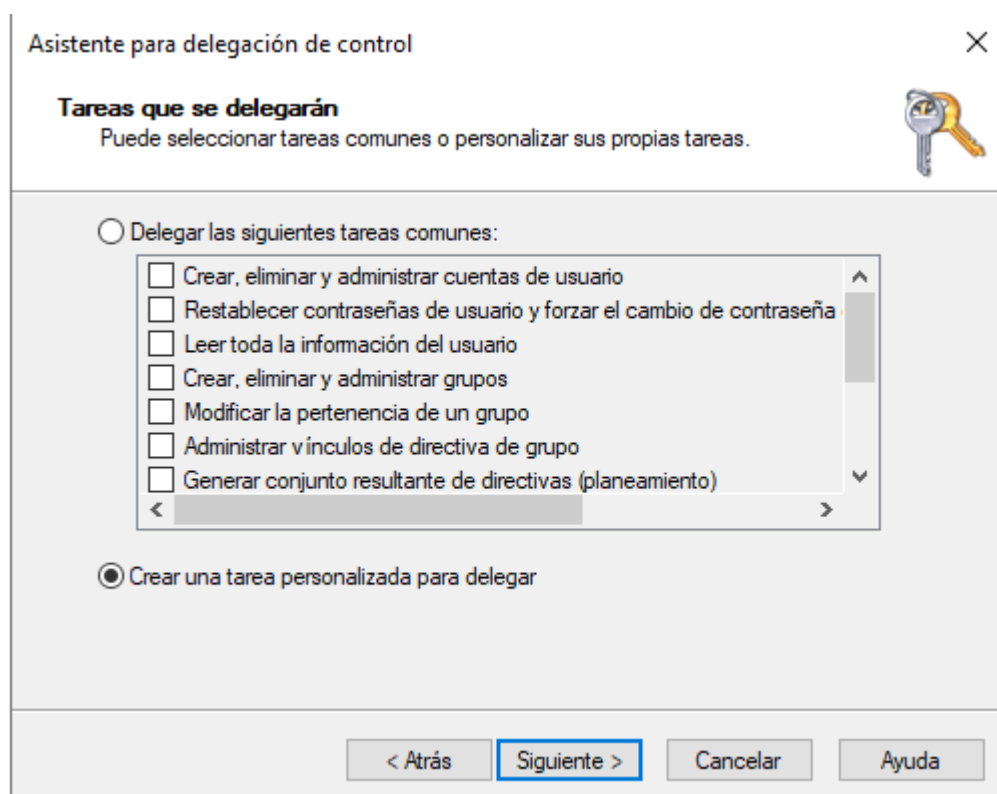 Asistente para delegación de control
Tareas que se delegarán
Puede seleccionar tareas comunes o personalizar sus propias tareas.
Delegar las siguientes tareas comunes:
Crear, eliminar y administrar cuentas de usuario
Restablecer contraseñas de usuario y forzar el cambio de contraseña
Leer toda la información del usuario
Crear, eliminar y administrar grupos
Modificar la pertenencia de un grupo
Administrar vínculos de directiva de grupo
Generar conjunto resultante de directivas (planeamiento)
Crear una tarea personalizada para delegar
< Atrás Siguiente > Cancelar Ayuda